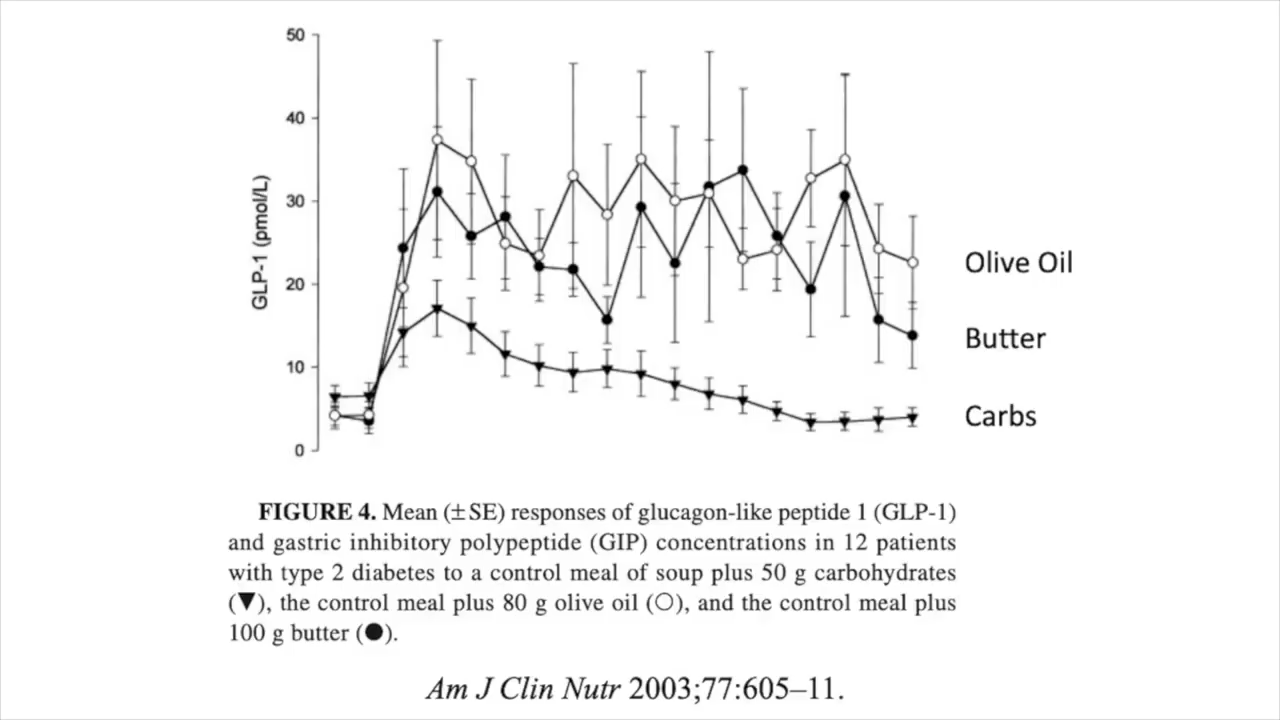 50
40
30
20
10
0
GLP-1 (pmol/L)
Olive Oil
Butter
Carbs
FIGURE 4. Mean (±SE) responses of glucagon-like peptide 1 (GLP-1)
and gastric inhibitory polypeptide (GIP) concentrations in 12 patients
with type 2 diabetes to a control meal of soup plus 50 g carbohydrates
(▼), the control meal plus 80 g olive oil (○), and the control meal plus
100 g butter (●).
Am J Clin Nutr 2003;77:605–11.